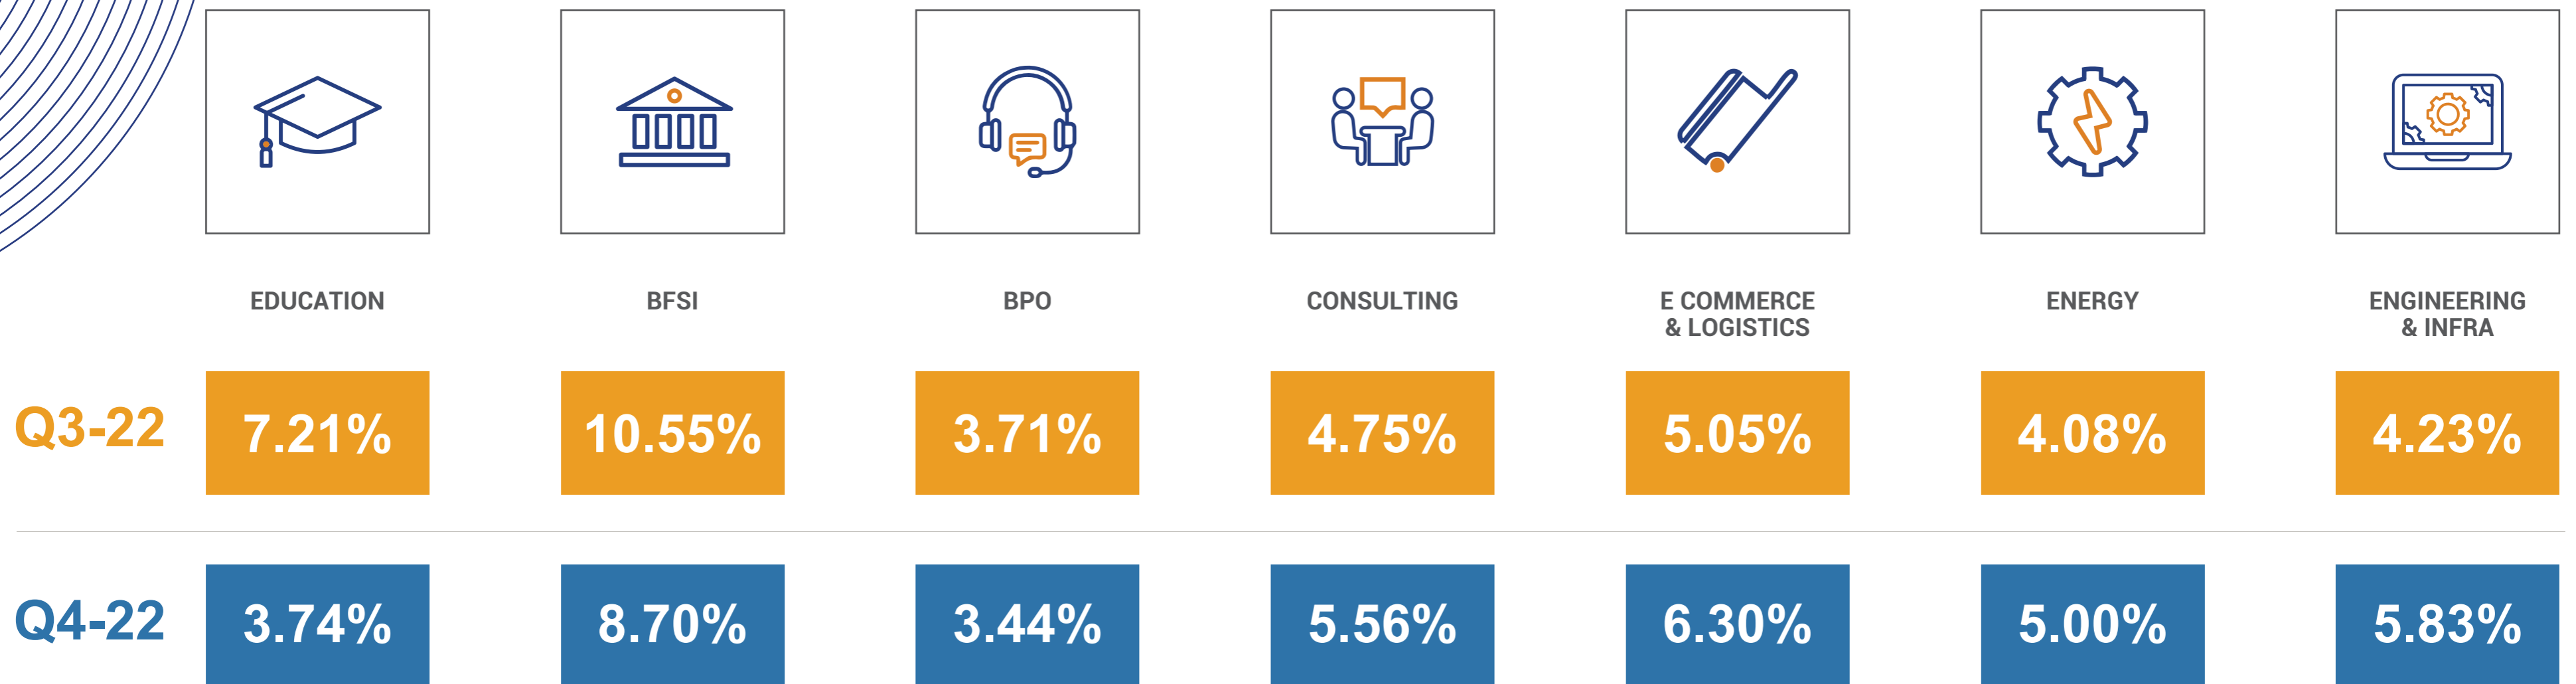 EDUCATION
BFSI
BPO
CONSULTING
E COMMERCE
& LOGISTICS
ENERGY
ENGINEERING
& INFRA
Q3-22
7.21%
10.55%
3.71%
4.75%
5.05%
4.08%
4.23%
Q4-22
3.74%
8.70%
3.44%
5.56%
6.30%
5.00%
5.83%